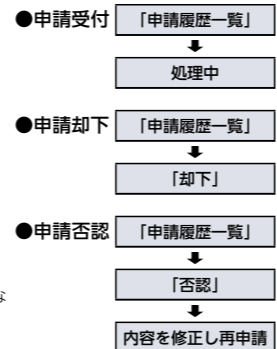 ●申請受付 「申請履歴一覧」
処理中
●申請却下 「申請履歴一覧」
「却下」
●申請否認 「申請履歴一覧」
「否認」
な
内容を修正し再申請